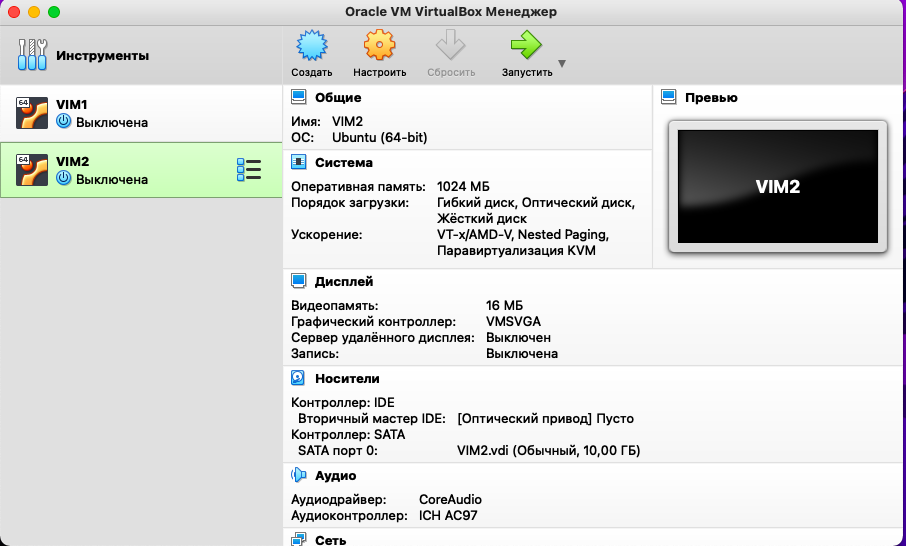 Oracle VM VirtualBox Менеджер
Инструменты
Создать
Настроить
Сбросить
Запустить
64
VIM1
Выключена
64
VIM2
Выключена
Общие
Имя: VIM2
ОС: Ubuntu (64-bit)
Система
Оперативная память: 1024 МБ
Порядок загрузки: Гибкий диск, Оптический диск,
Жёсткий диск
Ускорение: VT-x/AMD-V, Nested Paging,
Паравиртуализация KVM
Превью
VIM2
Дисплей
Видеопамять: 16 МБ
Графический контроллер: VMSVGA
Сервер удалённого дисплея: Выключен
Запись: Выключена
Носители
Контроллер: IDE
Вторичный мастер IDE: [Оптический привод] Пусто
Контроллер: SATA
SATA порт 0: VIM2.vdi (Обычный, 10,00 ГБ)
Аудио
Аудиодрайвер: CoreAudio
Аудиоконтроллер: ICH AC97
Сеть